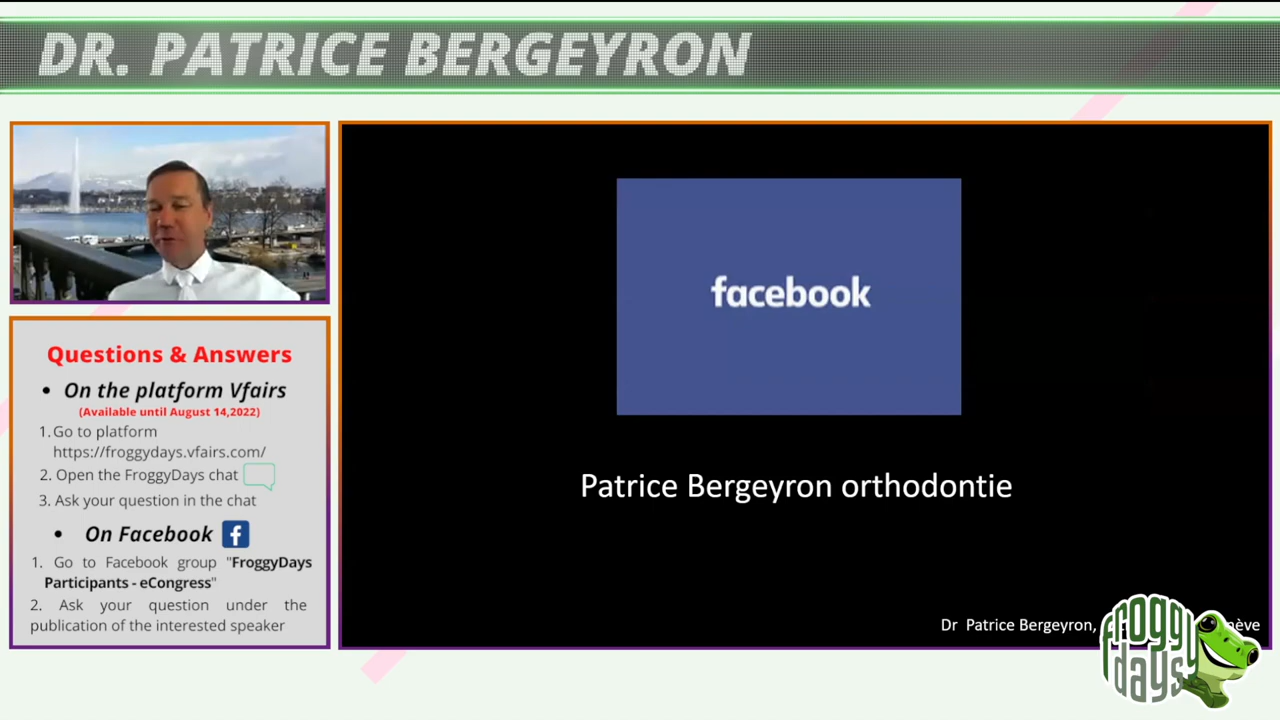 DR. PATRICE BERGEYRON
Questions & Answers
• On the platform Vfairs
(Available until August 14,2022)
1. Go to platform
https://froggydays.vfairs.com/
2. Open the FroggyDays chat
3. Ask your question in the chat
• On Facebook f
1. Go to Facebook group "FroggyDays
Participants - eCongress"
2. Ask your question under the
publication of the interested speaker
facebook
Patrice Bergeyron orthodontie
Dr Patrice Bergeyron,
froggy
days